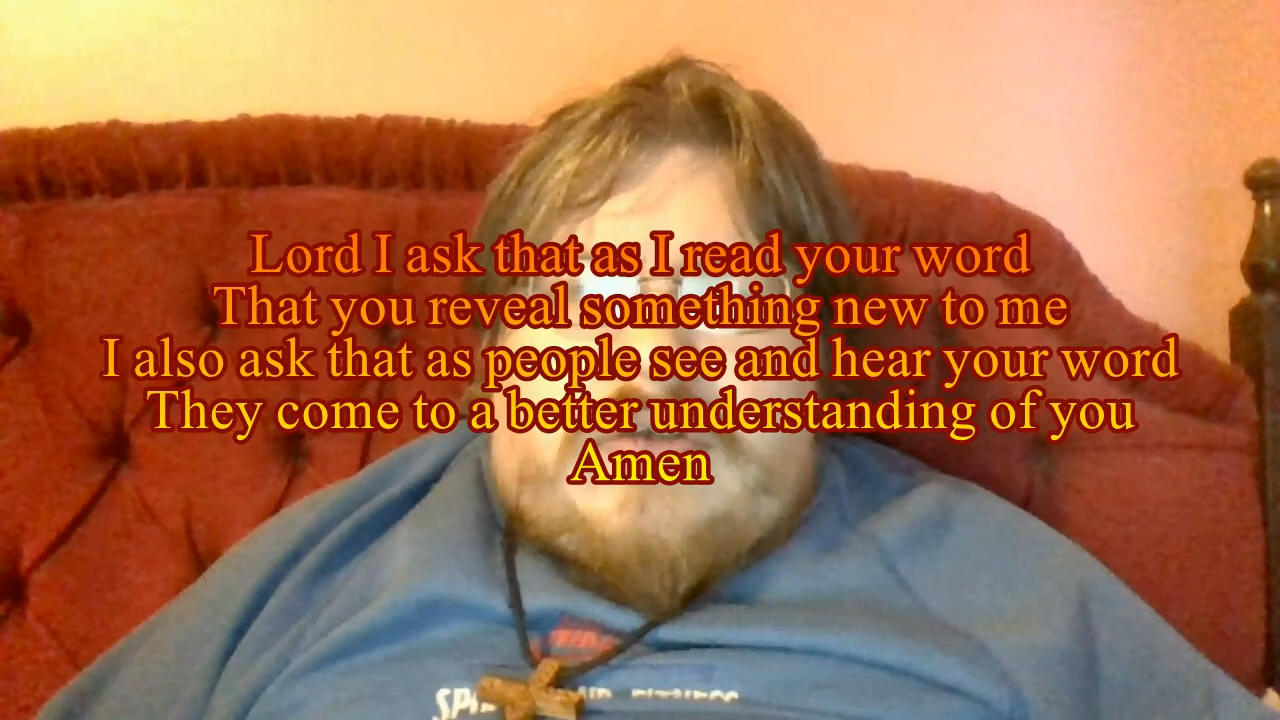 Lord I ask that as I read your word
That you reveal something new to me
I also ask that as people see and hear your word
They come to a better understanding of you
Amen